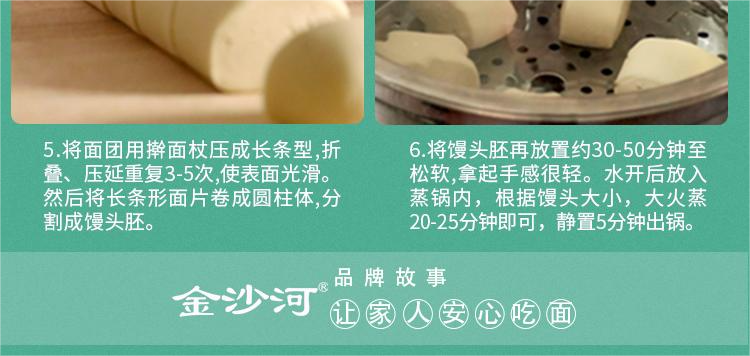 5.将面团用擀面杖压成长条型,折
叠、压延重复3-5次,使表面光滑。
然后将长条形面片卷成圆柱体,分
割成馒头胚。
6.将馒头胚再放置约30-50分钟至
松软,拿起手感很轻。水开后放入
蒸锅内，根据馒头大小，大火蒸
20-25分钟即可，静置5分钟出锅。
金沙河®
品牌故事
让家人安心吃面